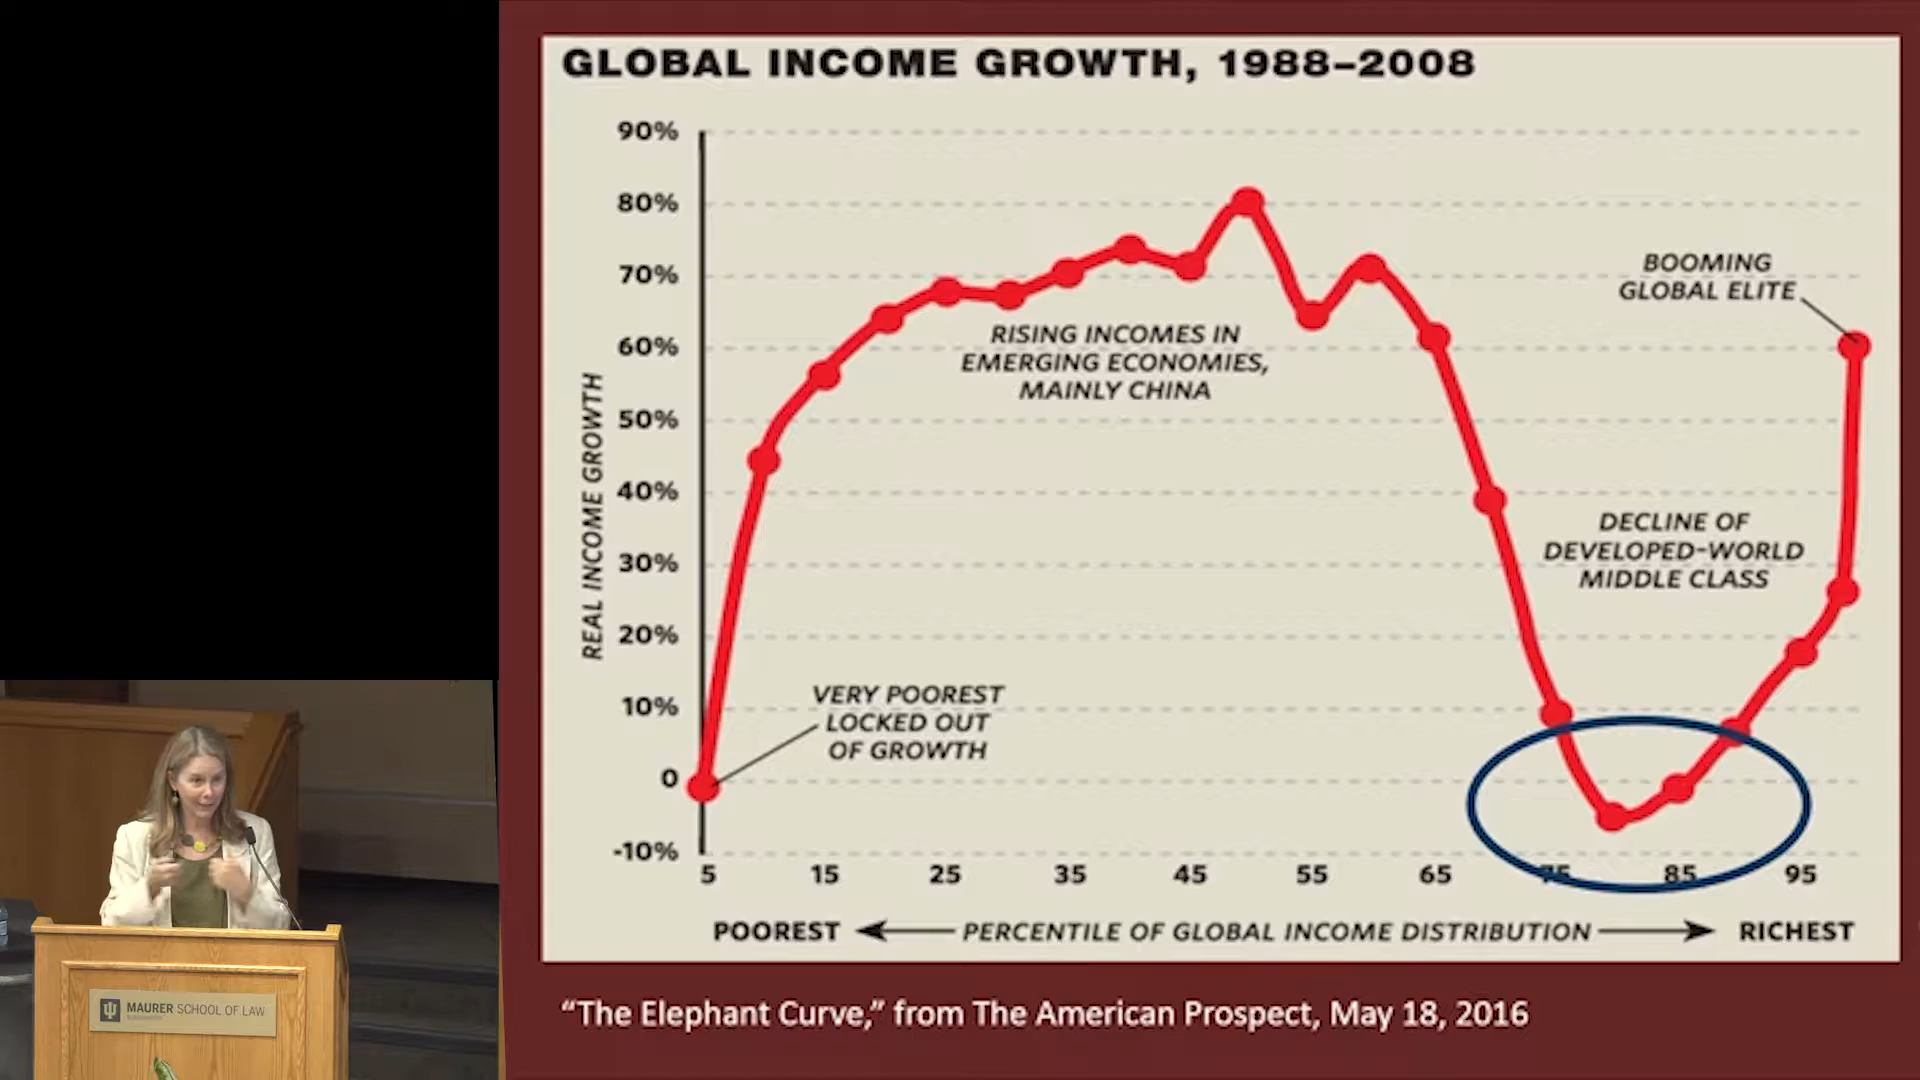 GLOBAL INCOME GROWTH, 1988–2008
90%
80%
70%
60%
50%
40%
30%
20%
10%
0
-10%
REAL INCOME GROWTH
BOOMING
GLOBAL ELITE
RISING INCOMES IN
EMERGING ECONOMIES,
MAINLY CHINA
DECLINE OF
DEVELOPED-WORLD
MIDDLE CLASS
VERY POOREST
LOCKED OUT
OF GROWTH
5 15 25 35 45 55 65 75 85 95
POOREST PERCENTILE OF GLOBAL INCOME DISTRIBUTION RICHEST
“The Elephant Curve,” from The American Prospect, May 18, 2016
MAURER SCHOOL OF LAW